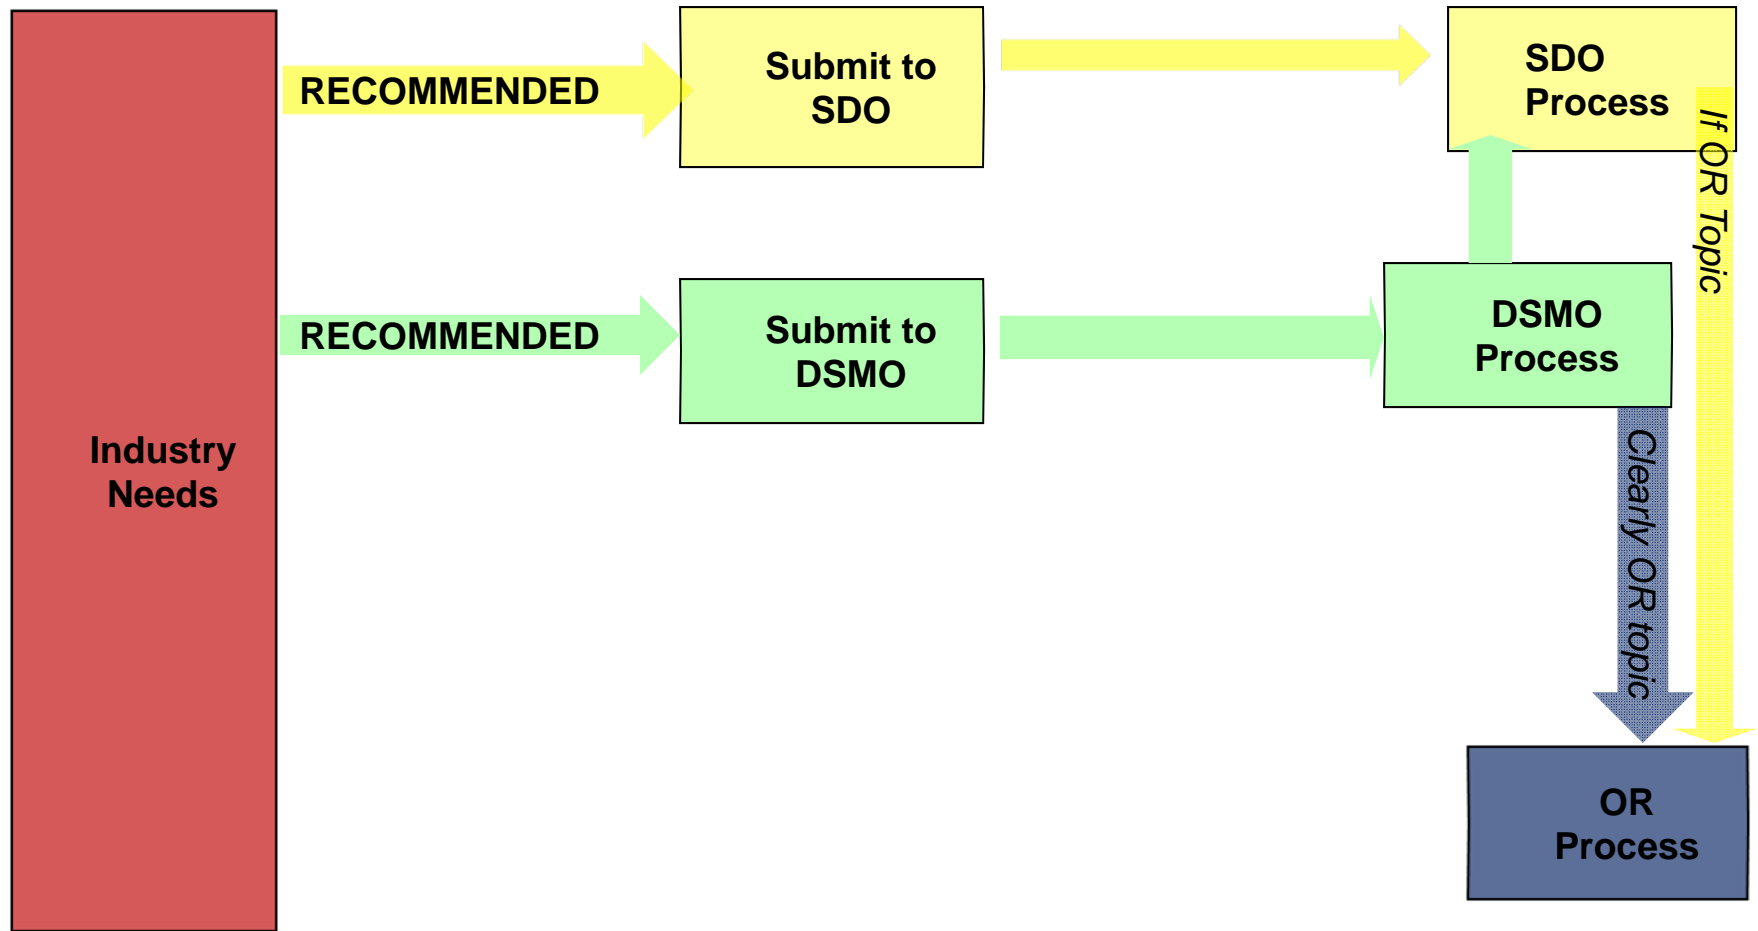 RECOMMENDED
Submit to
SDO
SDO
Process
If OR Topic
RECOMMENDED
Submit to
DSMO
DSMO
Process
Industry
Needs
Clearly OR topic
OR
Process